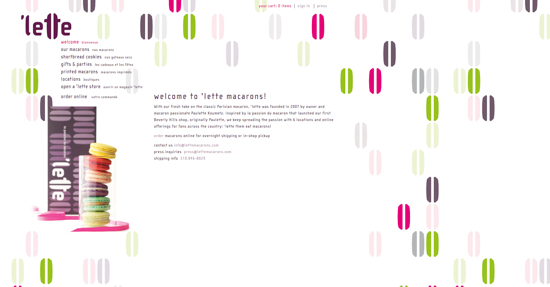 your cart: 0 items | sign in | press
'lette
welcome bienvenue
our macarons nos macarons
shortbread cookies nos gateaux secs
gifts & parties les cadeaux et les fêtes
printed macarons macarons imprimés
locations boutiques
open a 'lette store ouvrir un magasin 'lette
order online votre commande
welcome to 'lette macarons!
With our fresh take on the classic Parisian macaron, 'lette was founded in 2007 by owner and
macaron passionate Paulette Koumetz. Inspired by la passion du macaron that launched our first
Beverly Hills shop, originally Paulette, we keep spreading the passion with 6 locations and online
offerings for fans across the country: 'lette them eat macarons!
order macarons online for overnight shipping or in-shop pickup
contact us info@lettemacarons.com
press inquiries press@lettemacarons.com
shipping info
'lette